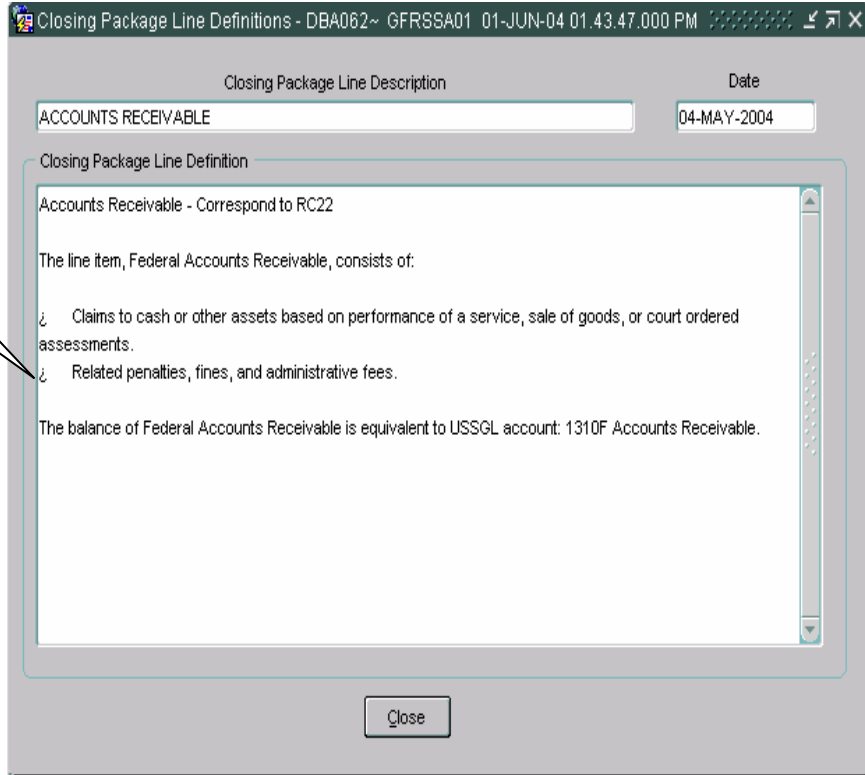 Closing Package Line Definitions - DBA062~ GFRSSA01 01-JUN-04 01.43.47.000 PM
Closing Package Line Description
Date
ACCOUNTS RECEIVABLE
04-MAY-2004
Closing Package Line Definition
Accounts Receivable - Correspond to RC22
The line item, Federal Accounts Receivable, consists of:
¿ Claims to cash or other assets based on performance of a service, sale of goods, or court ordered
assessments.
¿ Related penalties, fines, and administrative fees.
The balance of Federal Accounts Receivable is equivalent to USSGL account: 1310F Accounts Receivable.
Close